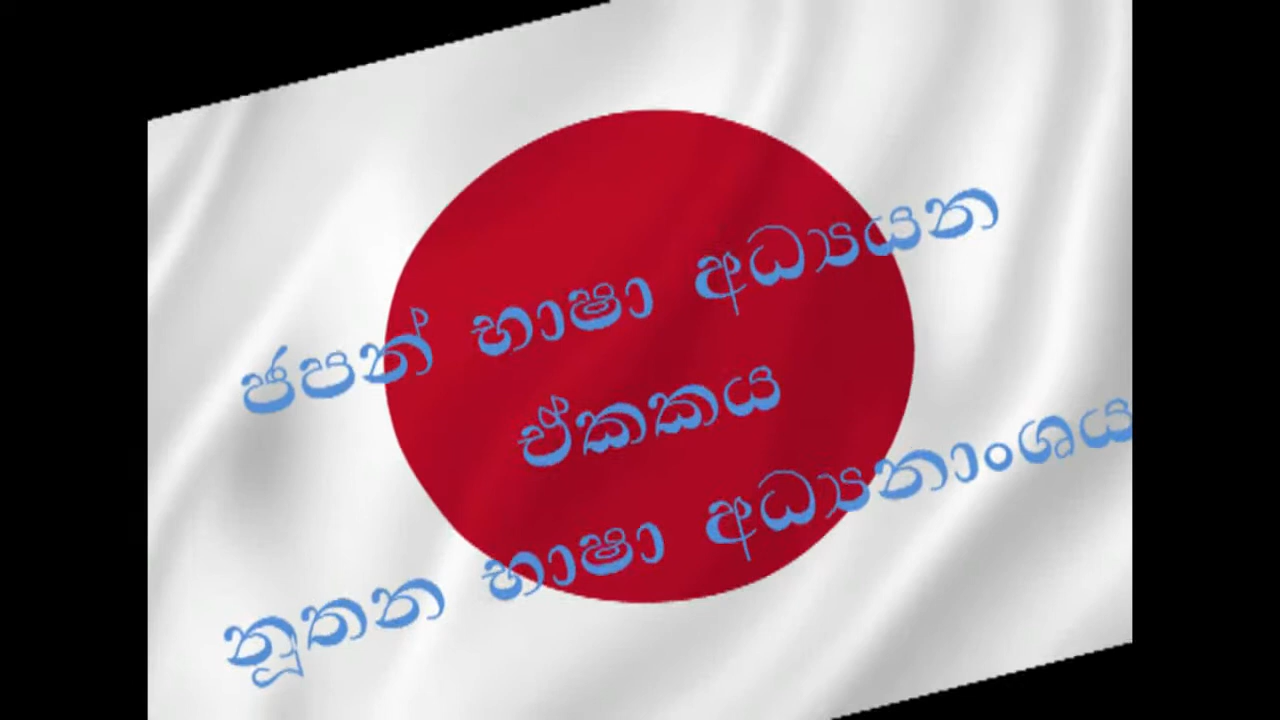 ජපන් භාෂා අධ්‍යයන
ඒකකය
නූතන භාෂා අධ්‍යනාංශය